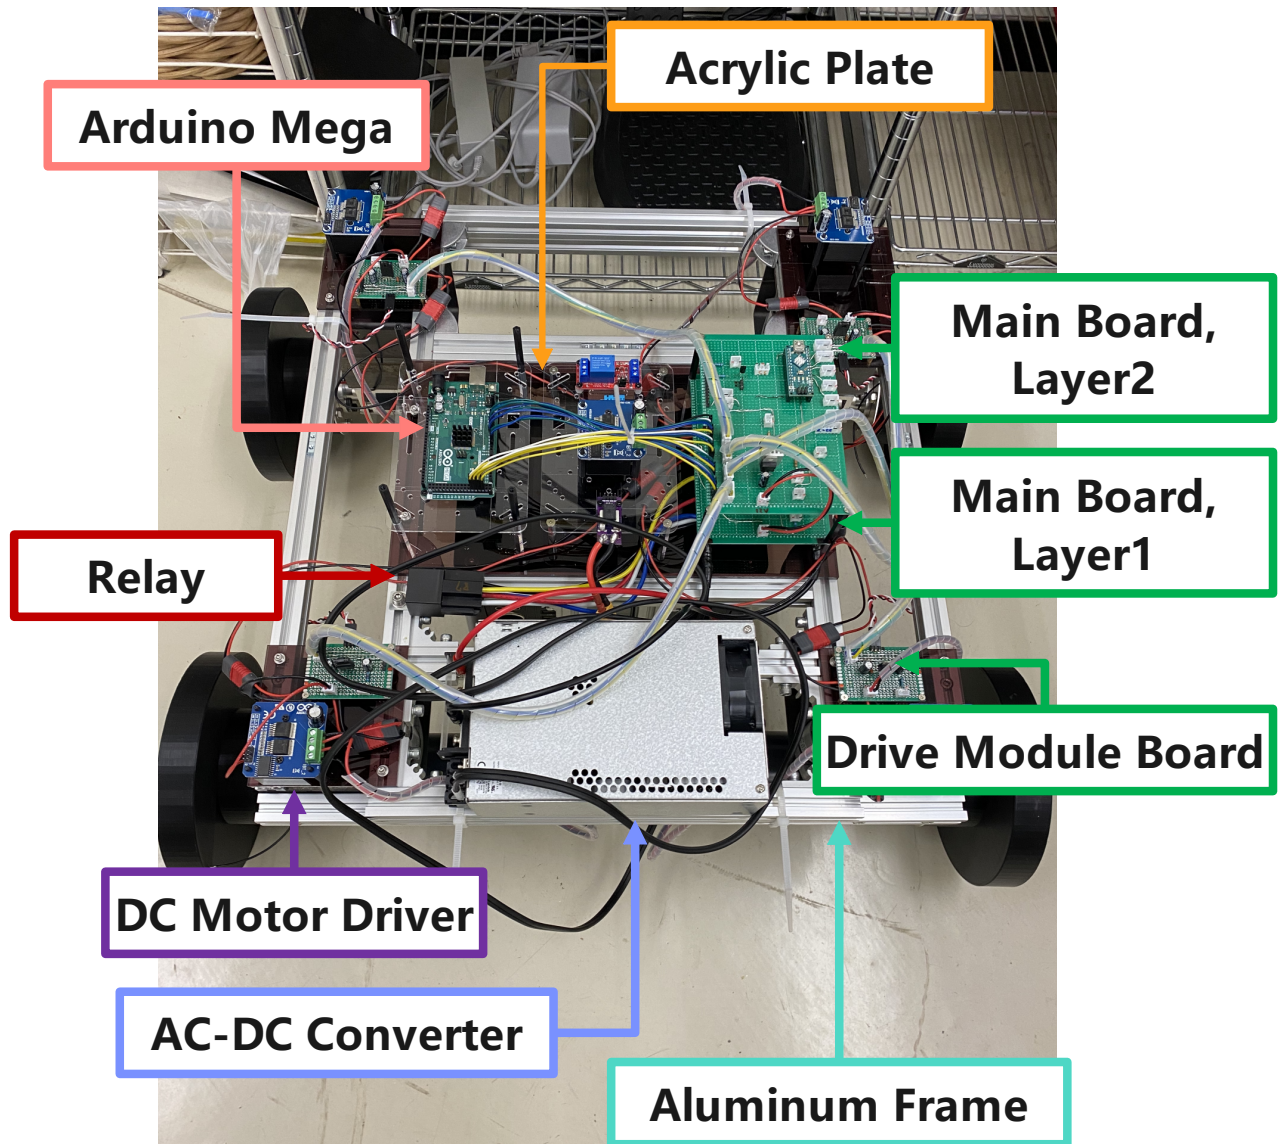 Acrylic Plate
Arduino Mega
Main Board,
Layer2
Main Board,
Layer1
Relay
Drive Module Board
DC Motor Driver
AC-DC Converter
Aluminum Frame